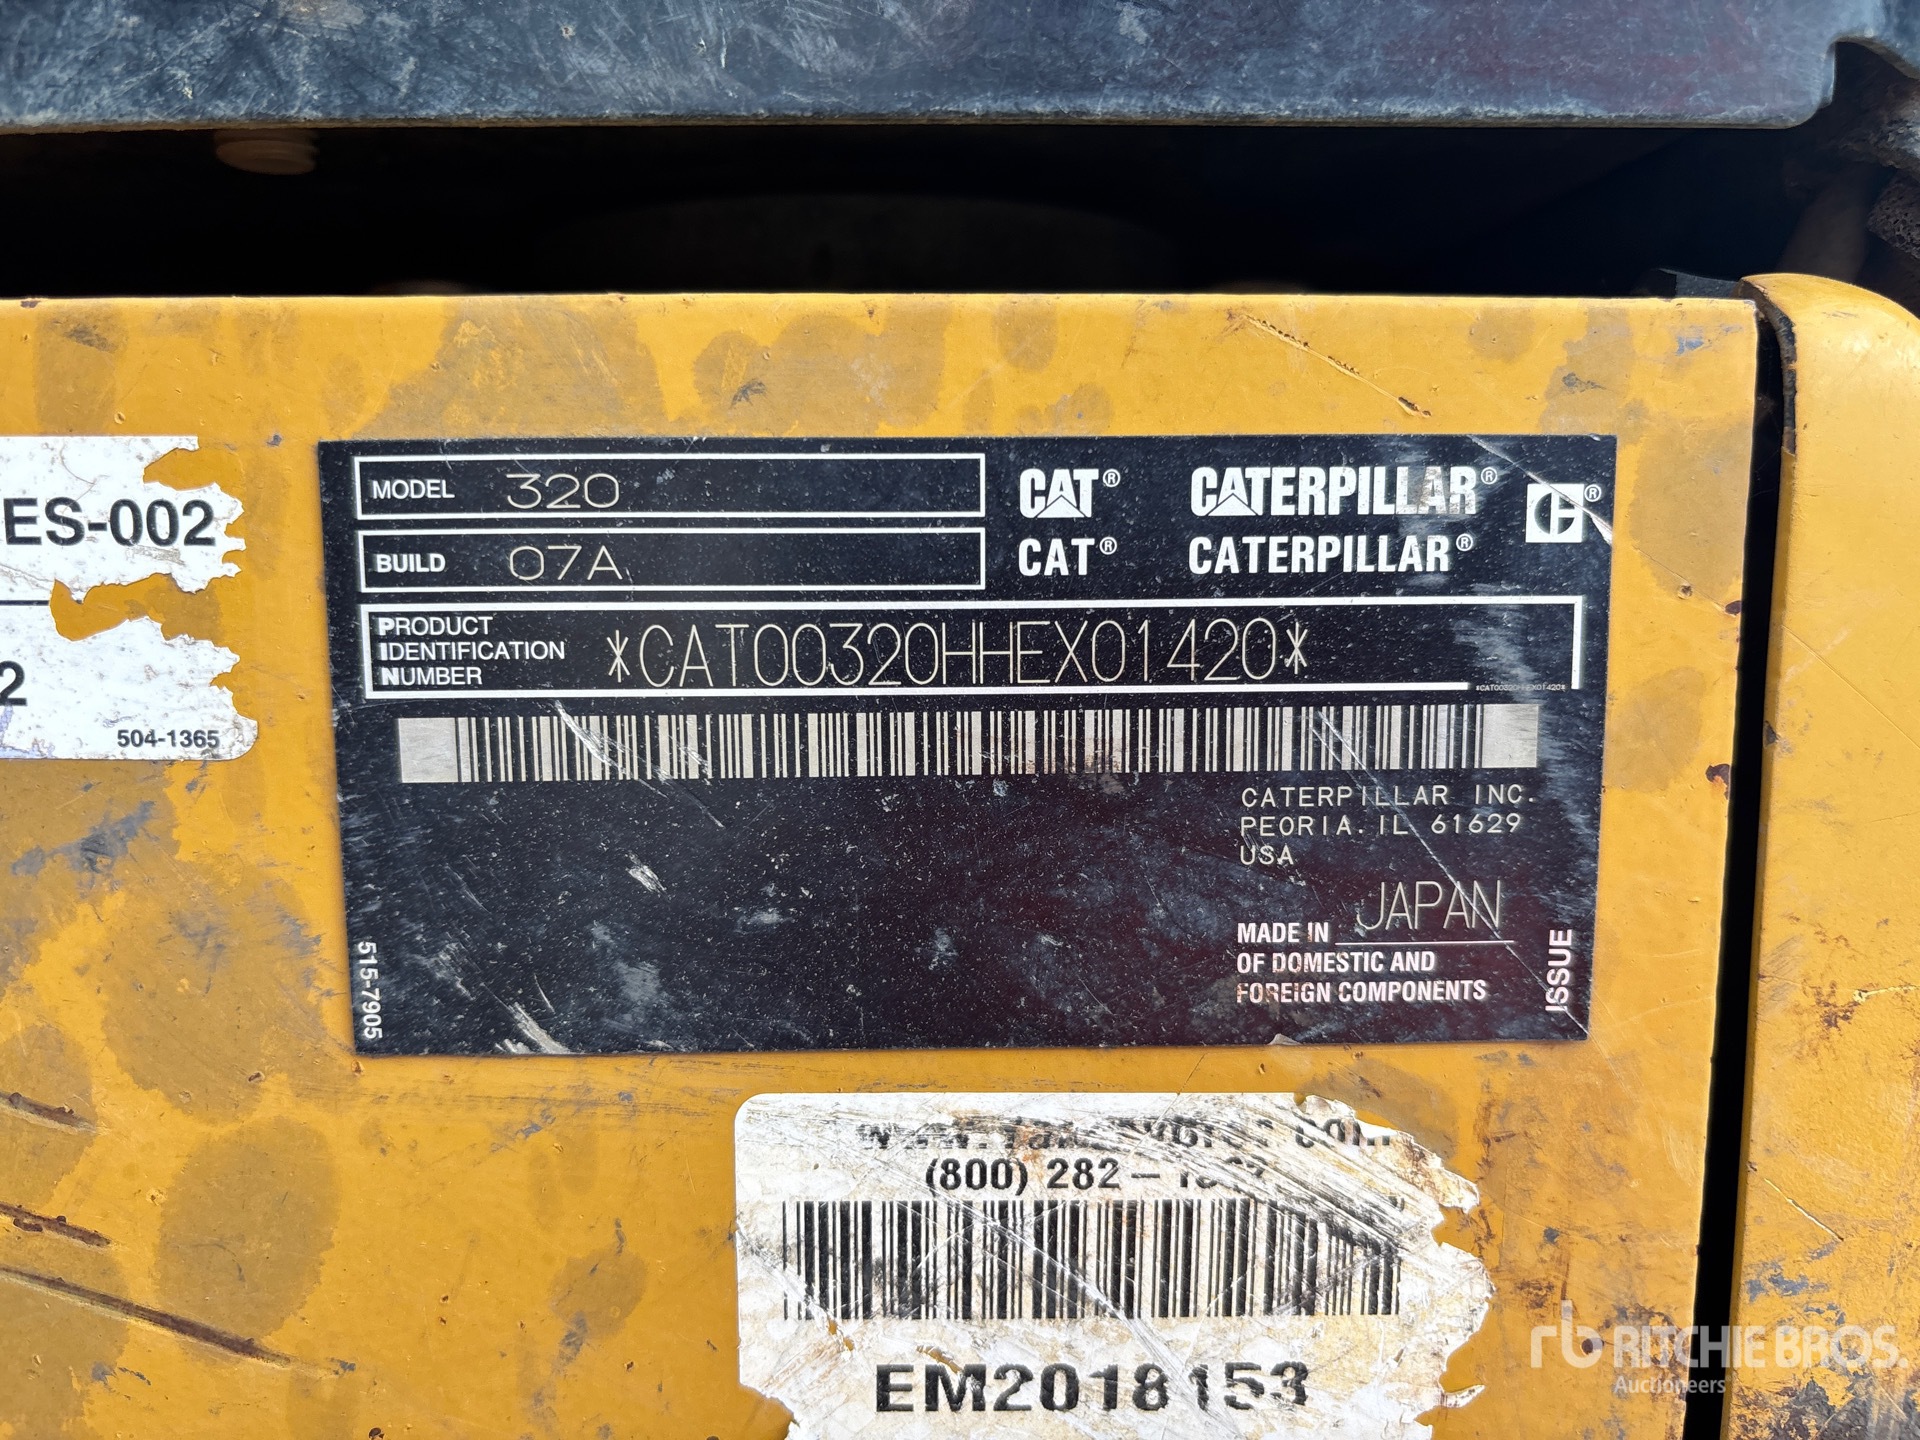 ES-002
2
504-1365
MODEL 320
BUILD 07A
CAT® CATERPILLAR® ®
CAT® CATERPILLAR®
PRODUCT
IDENTIFICATION
NUMBER
*CAT00320HHEX01420*
*CAT00320HHEX01420*
CATERPILLAR INC.
PEORIA. IL 61629
USA
MADE IN JAPAN
OF DOMESTIC AND
FOREIGN COMPONENTS
ISSUE
515-7905
(800) 282-
EM2018153
rb RITCHIE BROS.
Auctioneers